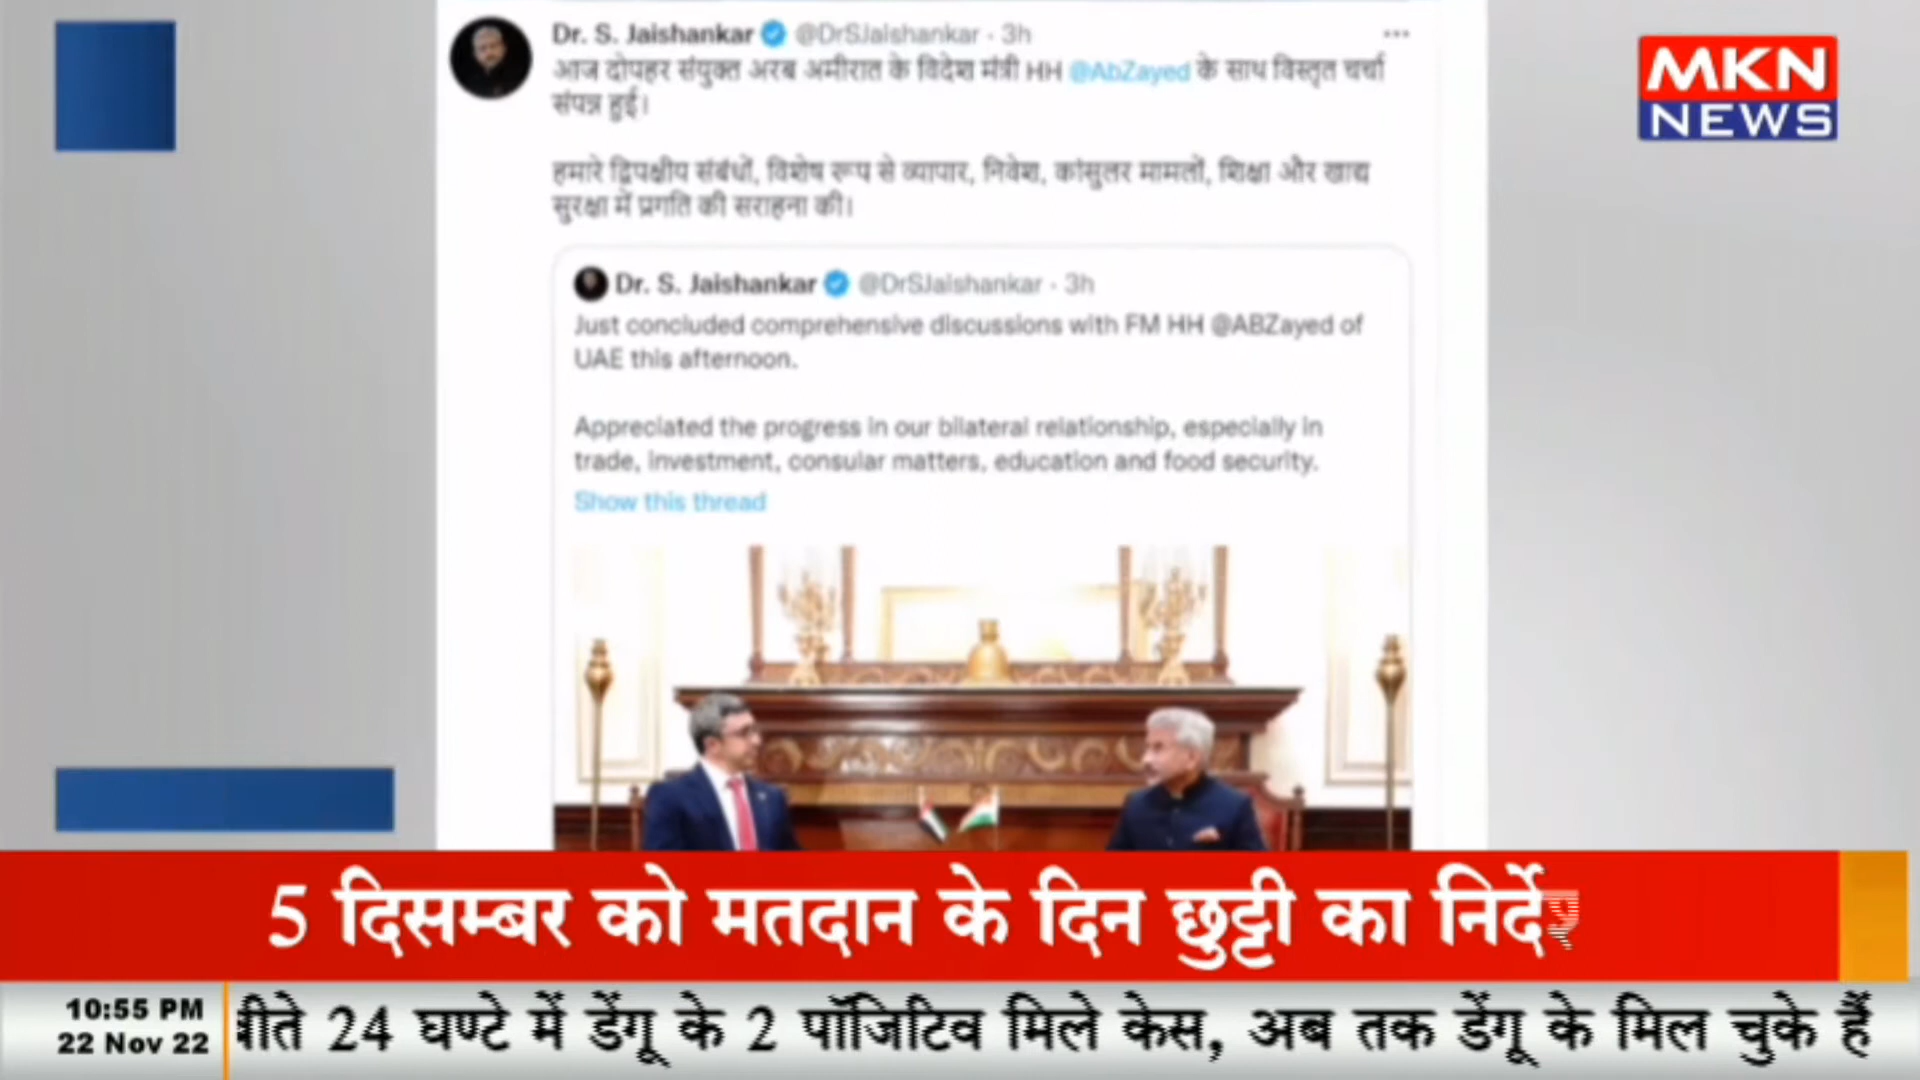 Dr. S. Jaishankar @DrSJaishankar · 3h
आज दोपहर संयुक्त अरब अमीरात के विदेश मंत्री HH @AbZayed के साथ विस्तृत चर्चा
संपन्न हुई।
हमारे द्विपक्षीय संबंधों, विशेष रूप से व्यापार, निवेश, कांसुलर मामलों, शिक्षा और खाद्य
सुरक्षा में प्रगति की सराहना की।
Dr. S. Jaishankar @DrSJaishankar · 3h
Just concluded comprehensive discussions with FM HH @ABZayed of
UAE this afternoon.
Appreciated the progress in our bilateral relationship, especially in
trade, investment, consular matters, education and food security.
Show this thread
MKN
NEWS
5 दिसम्बर को मतदान के दिन छुट्टी का
10:55 PM
22 Nov 22
24 घण्टे में डेंगू के 2 पॉजिटिव मिले केस, अब तक डेंगू के मिल चुके हैं